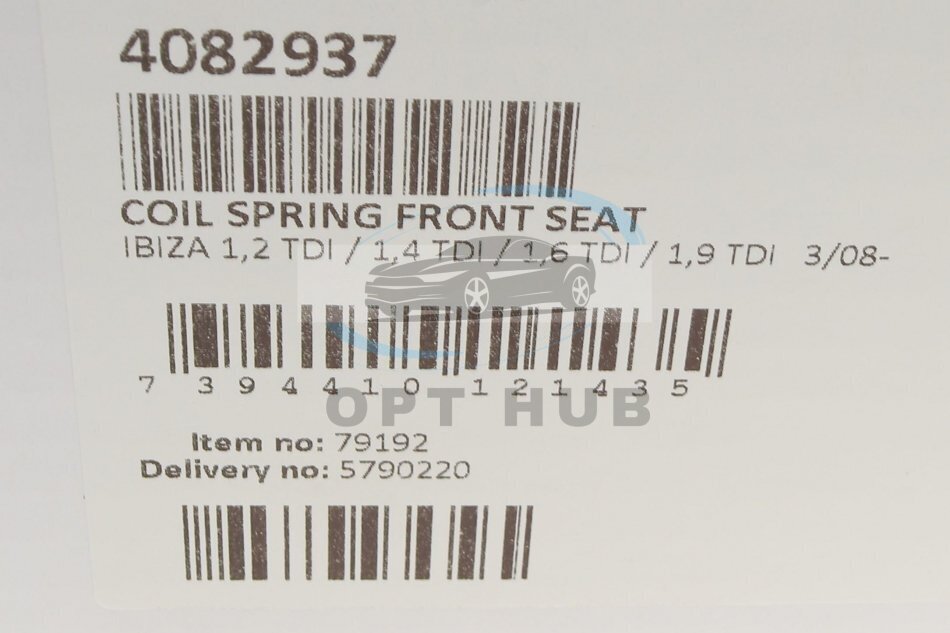 4082937
COIL SPRING FRONT SEAT
IBIZA 1,2 TDI / 1,4 TDI / 1,6 TDI / 1,9 TDI 3/08-
7 394410 121435
OPT HUB
Item no: 79192
Delivery no: 5790220